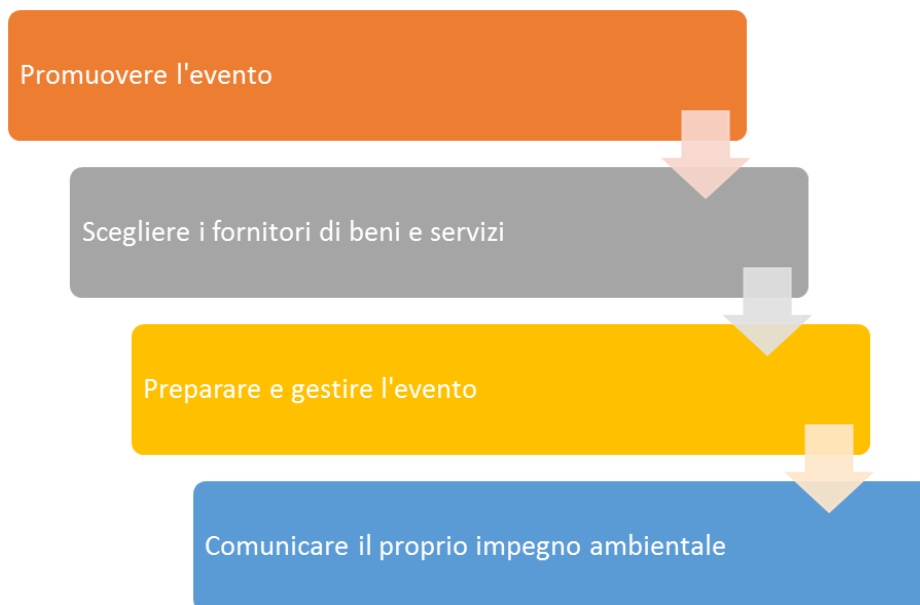 Promuovere l'evento
Scegliere i fornitori di beni e servizi
Preparare e gestire l'evento
Comunicare il proprio impegno ambientale